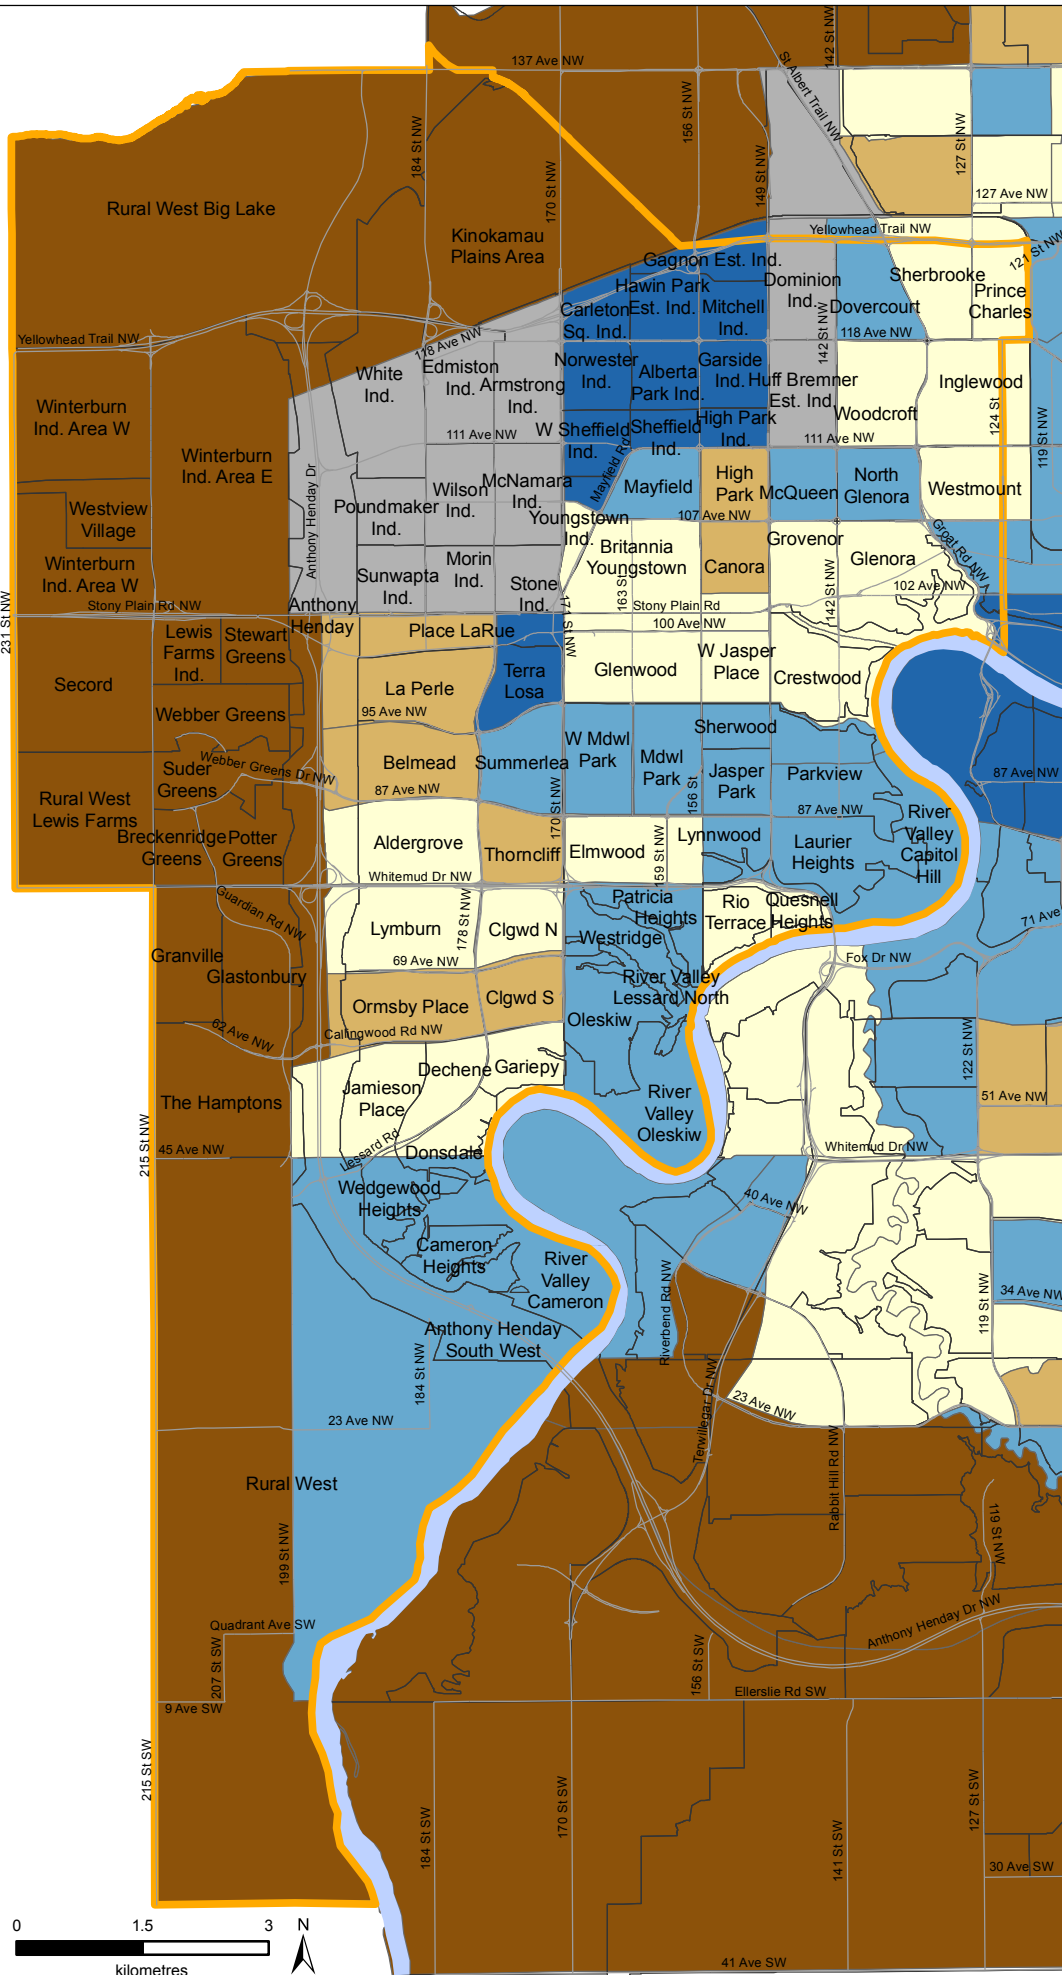 137 Ave NW
142 St NW
St Albert Trail NW
156 St NW
184 St NW
127 St NW
149 St NW
170 St NW
127 Ave NW
Rural West Big Lake
Kinokamau
Plains Area
Yellowhead Trail NW
121 St NW
Gagnon Est. Ind.
Hawin Park
Est. Ind.
Dominion
Ind.
Sherbrooke
Prince
Charles
Carleton
Sq. Ind.
Mitchell
Ind.
Dovercourt
Yellowhead Trail NW
118 Ave NW
142 St NW
118 Ave NW
White
Ind.
Edmiston
Ind.
Armstrong
Ind.
Norwester
Ind.
Alberta
Park Ind.
Garside
Ind.
Huff Bremner
Est. Ind.
Inglewood
124 St
Winterburn
Ind. Area W
Woodcroft
111 Ave NW
W Sheffield
Ind.
Sheffield
Ind.
High Park
Ind.
111 Ave NW
119 St NW
Winterburn
Ind. Area E
Anthony Henday Dr
Mayfield Rd
Poundmaker
Ind.
Wilson
Ind.
McNamara
Ind.
Mayfield
High
Park
McQueen
North
Glenora
Westmount
Westview
Village
107 Ave NW
Youngstown
Ind.
Britannia
Youngstown
Grovenor
Glenora
Groat Rd NW
Winterburn
Ind. Area W
Sunwapta
Ind.
Morin
Ind.
Stone
Ind.
163 St
Canora
142 St NW
102 Ave NW
231 St NW
Stony Plain Rd NW
Anthony
Henday
Stony Plain Rd
171 St NW
100 Ave NW
Lewis
Farms
Ind.
Stewart
Greens
Place LaRue
Secord
La Perle
Terra
Losa
Glenwood
W Jasper
Place
Crestwood
Webber Greens
95 Ave NW
Sherwood
Webber Greens Dr NW
Suder
Greens
Belmead
Summerlea
W Mdwl
Park
Mdwl
Park
Jasper
Park
Parkview
87 Ave NW
87 Ave NW
156 St
87 Ave NW
Rural West
Lewis Farms
170 St NW
Breckenridge
Greens
Potter
Greens
Aldergrove
Thorncliff
Elmwood
159 St NW
Lynnwood
Laurier
Heights
River
Valley
Capitol
Hill
Whitemud Dr NW
Guardian Rd NW
Patricia
Heights
Rio
Terrace
Quesnell
Heights
71 Ave
Lymburn
178 St NW
Clgwd N
Westridge
Granville
Glastonbury
69 Ave NW
Fox Dr NW
River Valley
Lessard North
Ormsby Place
Clgwd S
Oleskiw
62 Ave NW
Callingwood Rd NW
122 St NW
Dechene
Gariepy
Jamieson
Place
The Hamptons
River
Valley
Oleskiw
51 Ave NW
215 St NW
45 Ave NW
Lessard Rd
Donsdale
Whitemud Dr NW
Wedgewood
Heights
40 Ave NW
Cameron
Heights
River
Valley
Cameron
Riverbend Rd NW
119 St NW
34 Ave NW
Anthony Henday
South West
184 St NW
Terwillegar Dr NW
23 Ave NW
23 Ave NW
Rabbit Hill Rd NW
Rural West
199 St NW
119 St NW
Quadrant Ave SW
207 St SW
Anthony Henday Dr NW
156 St SW
9 Ave SW
Ellerslie Rd SW
215 St SW
184 St SW
170 St SW
141 St SW
127 St SW
30 Ave SW
0 1.5 3
N
kilometres
41 Ave SW